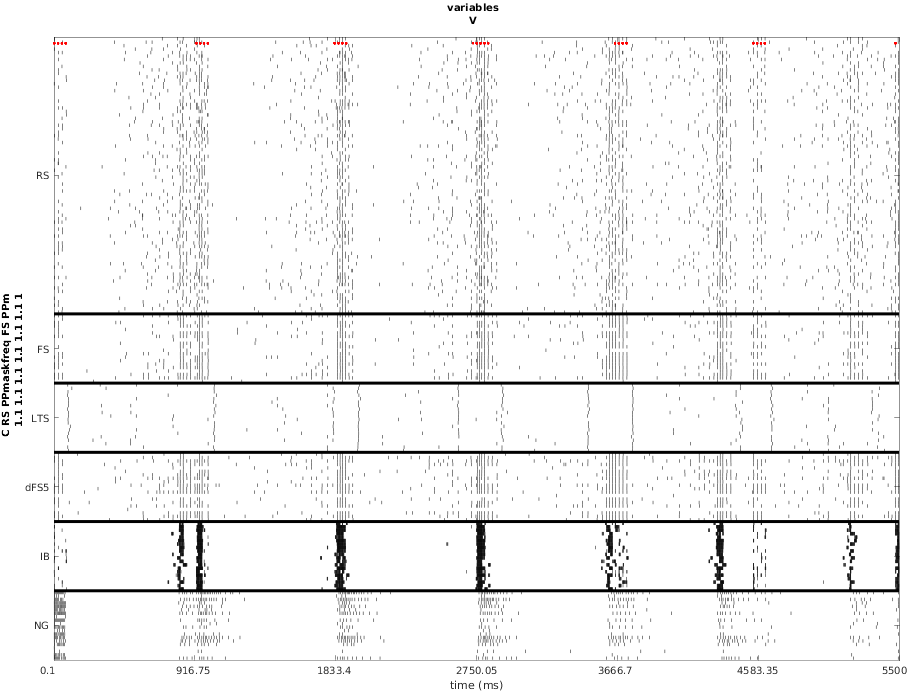 variables
V
C RS PPmaskfreq FS PPm
1.1 1.1 1.1 1.1 1.1 1.1 1
RS
FS
LTS
dFS5
IB
NG
0.1 916.75 1833.4 2750.05 3666.7 4583.35 5500
time (ms)